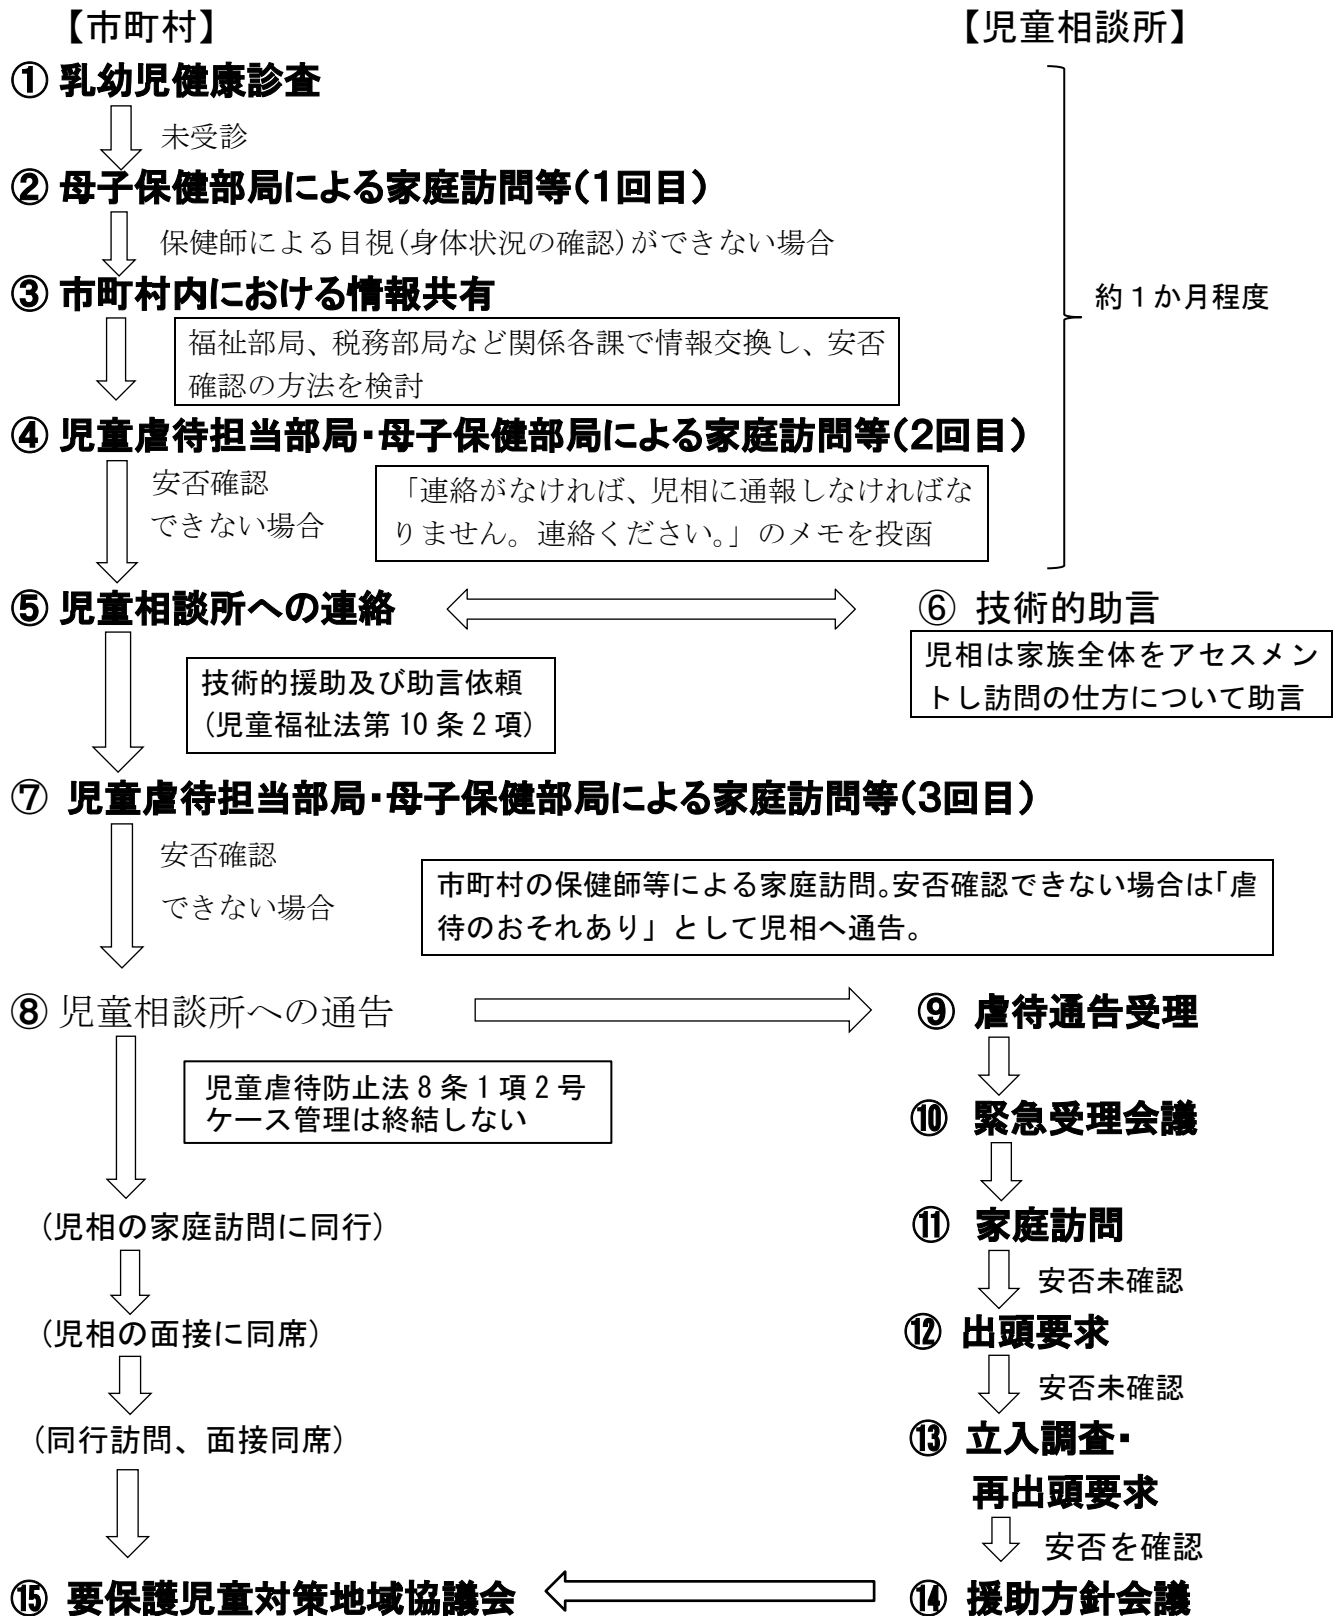 【市町村】
【児童相談所】
① 乳幼児健康診査
未受診
② 母子保健部局による家庭訪問等（1回目）
保健師による目視(身体状況の確認)ができない場合
③ 市町村内における情報共有
約１か月程度
福祉部局、税務部局など関係各課で情報交換し、安否
確認の方法を検討
④ 児童虐待担当部局・母子保健部局による家庭訪問等（2回目）
安否確認
できない場合
「連絡がなければ、児相に通報しなければな
りません。連絡ください。」のメモを投函
⑤ 児童相談所への連絡
⑥ 技術的助言
児相は家族全体をアセスメン
トし訪問の仕方について助言
技術的援助及び助言依頼
(児童福祉法第 10 条 2 項)
⑦ 児童虐待担当部局・母子保健部局による家庭訪問等（3回目）
安否確認
できない場合
市町村の保健師等による家庭訪問。安否確認できない場合は「虐
待のおそれあり」として児相へ通告。
⑧ 児童相談所への通告
⑨ 虐待通告受理
児童虐待防止法 8 条 1 項 2 号
ケース管理は終結しない
⑩ 緊急受理会議
(児相の家庭訪問に同行)
⑪ 家庭訪問
安否未確認
(児相の面接に同席)
⑫ 出頭要求
安否未確認
(同行訪問、面接同席)
⑬ 立入調査・
再出頭要求
安否を確認
⑮ 要保護児童対策地域協議会
⑭ 援助方針会議